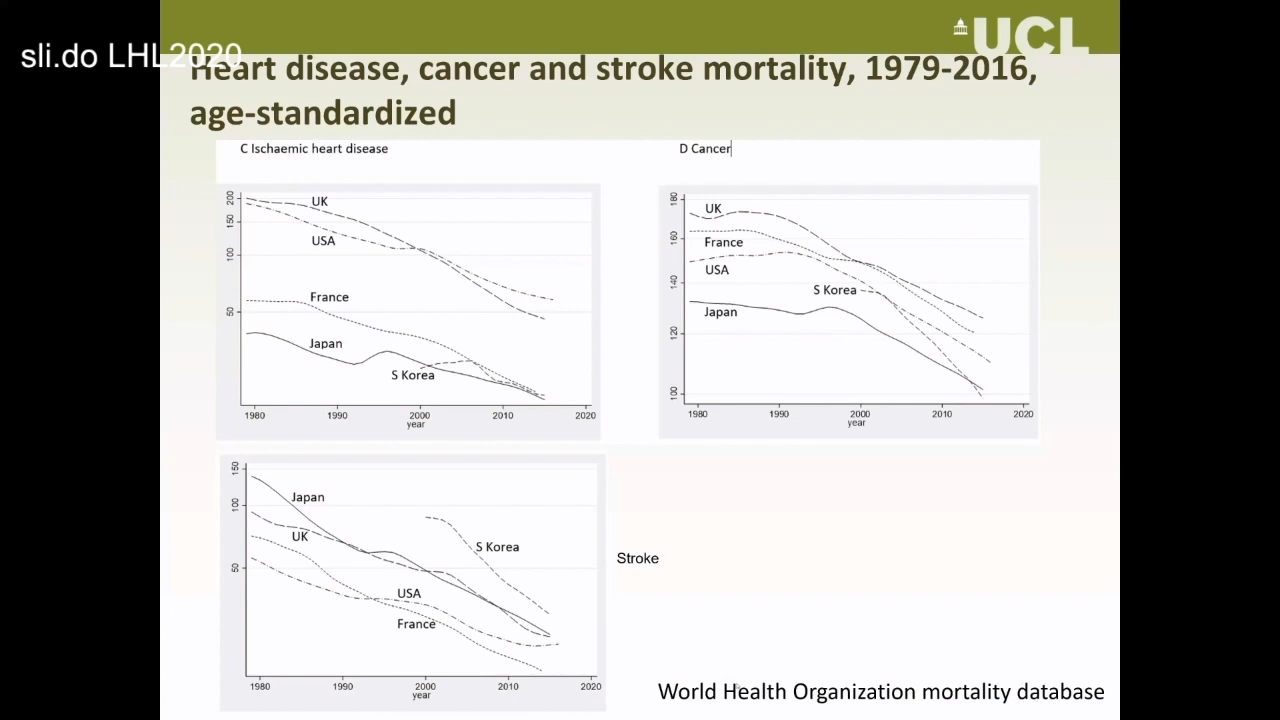 sli.do LHL2020
UCL
Heart disease, cancer and stroke mortality, 1979-2016,
age-standardized
C Ischaemic heart disease
200
150
100
50
UK
USA
France
Japan
S Korea
1980 1990 2000 2010 2020
year
D Cancer
180
160
140
120
100
UK
France
USA
S Korea
Japan
1980 1990 2000 2010 2020
year
150
100
50
Japan
UK
S Korea
USA
France
1980 1990 2000 2010 2020
year
Stroke
World Health Organization mortality database